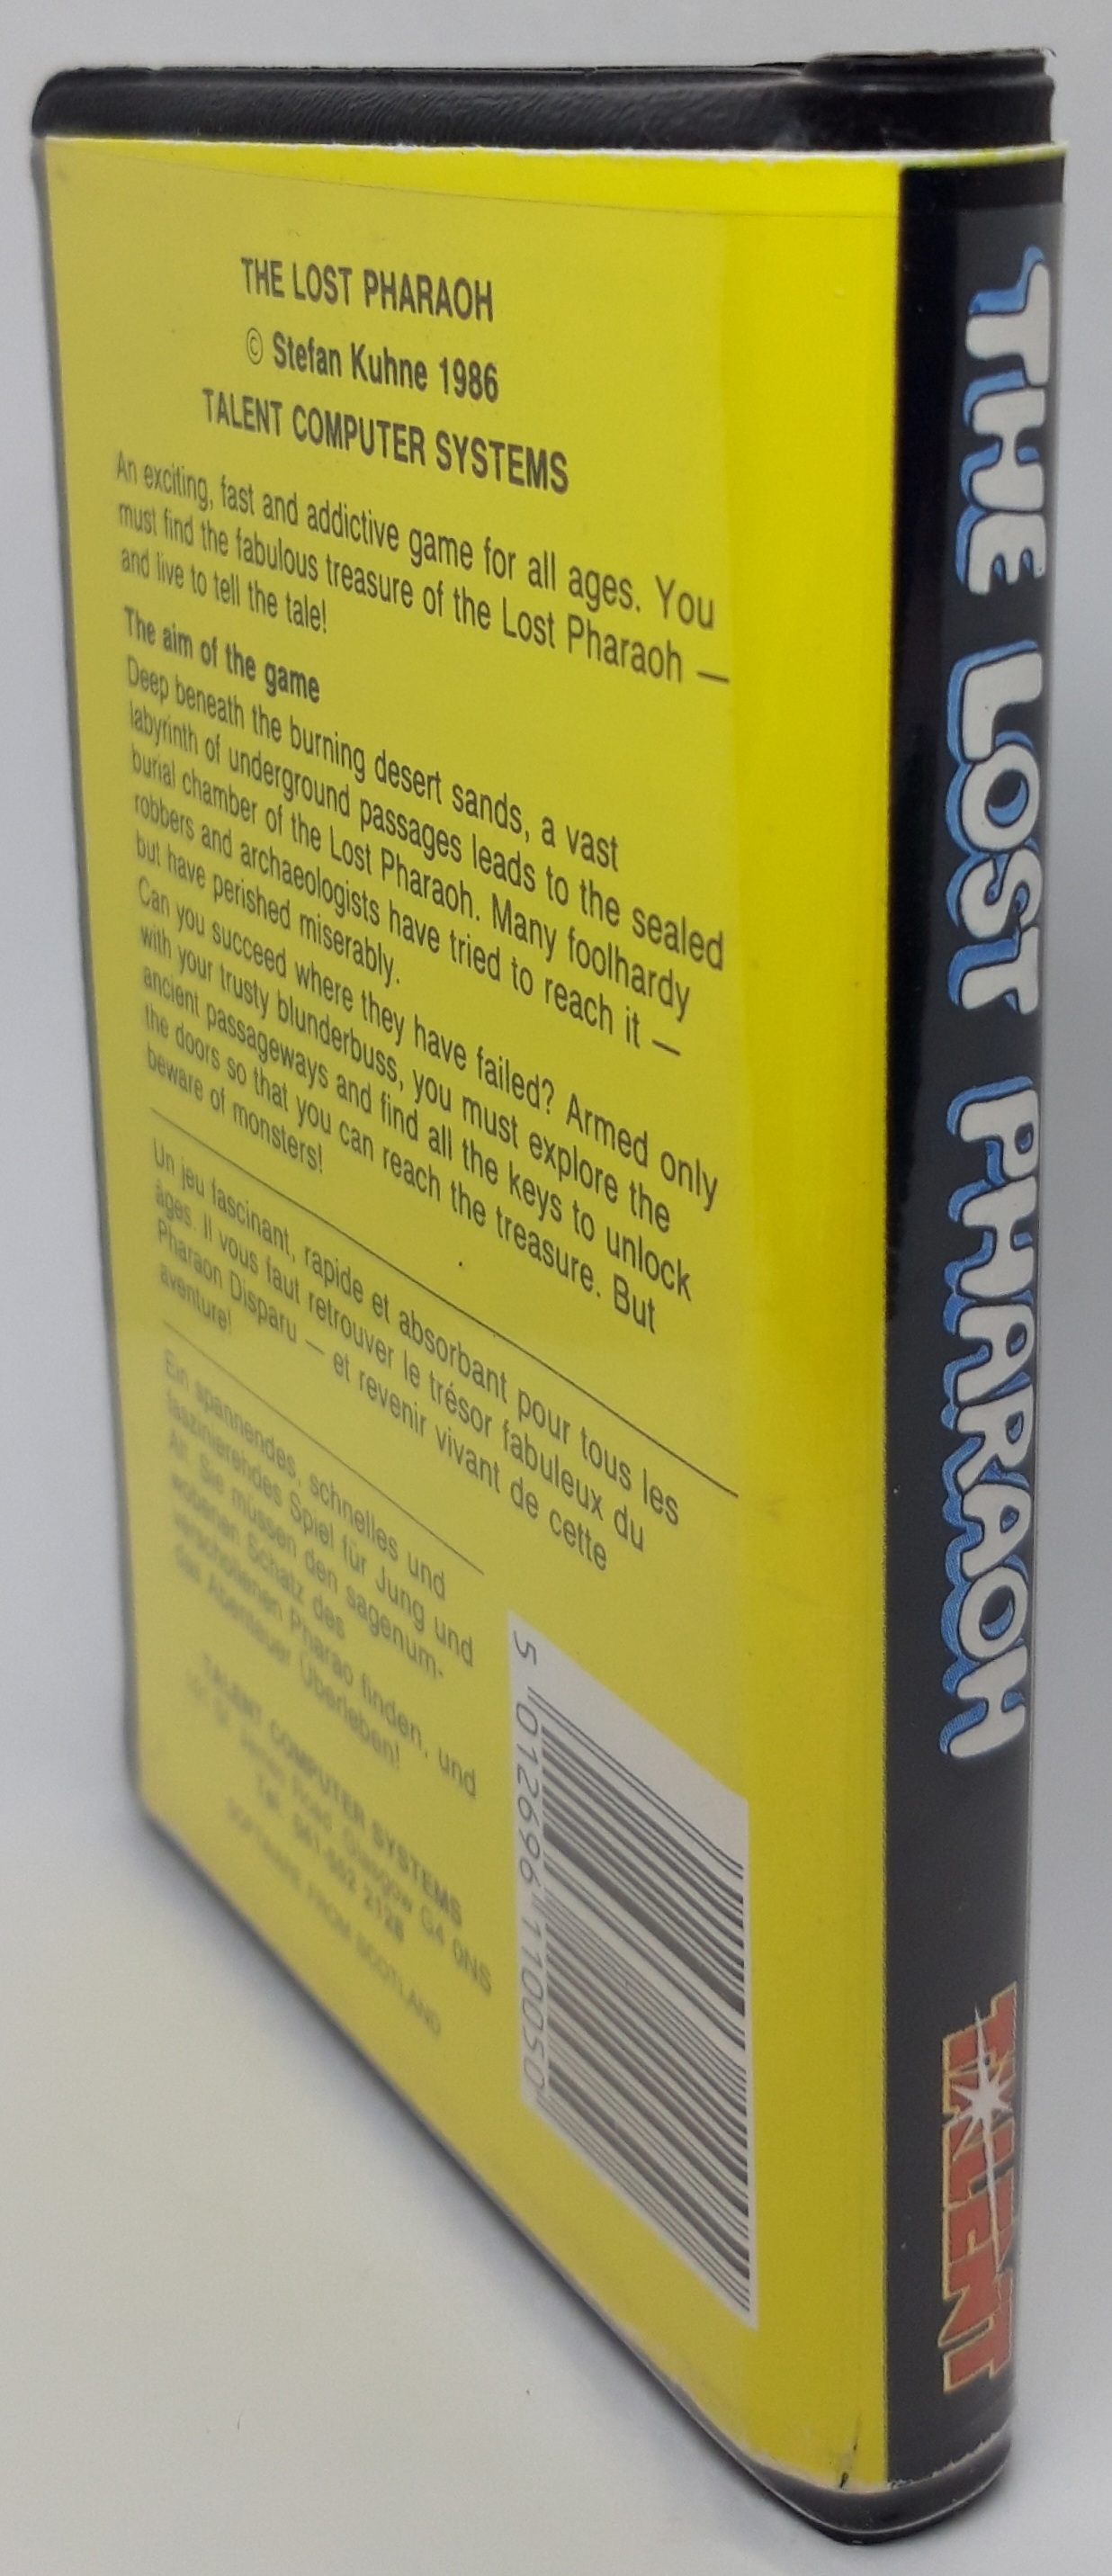 THE LOST PHARAOH
© Stefan Kuhne 1986
TALENT COMPUTER SYSTEMS
An exciting, fast and addictive game for all ages. You
must find the fabulous treasure of the Lost Pharaoh —
and live to tell the tale!
The aim of the game
Deep beneath the burning desert sands, a vast
labyrinth of underground passages leads to the sealed
burial chamber of the Lost Pharaoh. Many foolhardy
robbers and archaeologists have tried to reach it —
but have perished miserably.
Can you succeed where they have failed? Armed only
with your trusty blunderbuss, you must explore the
ancient passageways and find all the keys to unlock
the doors so that you can reach the treasure. But
beware of monsters!
Un jeu fascinant, rapide et absorbant pour tous les
âges. Il vous faut retrouver le trésor fabuleux du
Pharaon Disparu — et revenir vivant de cette
aventure!
Ein spannendes, schnelles und
faszinierendes Spiel für Jung und
Alt. Sie müssen den sagenum-
wobenen Schatz des
verschollenen Pharao finden, und
das Abenteuer Überleben!
TALENT COMPUTER SYSTEMS
St. James Road, Glasgow G4 0NS
Tel: 041-552 2128
SOFTWARE FROM SCOTLAND
5 012696 110050
THE LOST PHARAOH
TALENT